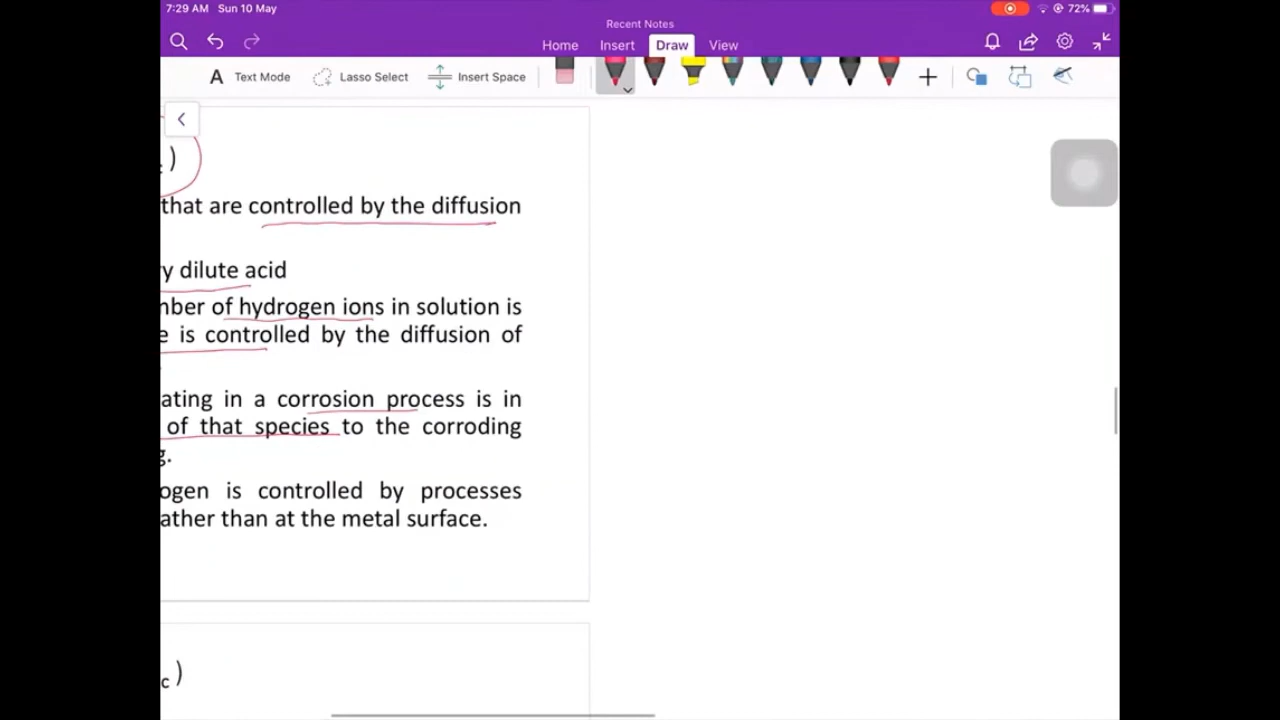 7:29 AM Sun 10 May
72%
Recent Notes
Home Insert Draw View
A Text Mode Lasso Select Insert Space
)
that are controlled by the diffusion
y dilute acid
nber of hydrogen ions in solution is
e is controlled by the diffusion of
ating in a corrosion process is in
of that species to the corroding
g.
ogen is controlled by processes
ather than at the metal surface.
c )